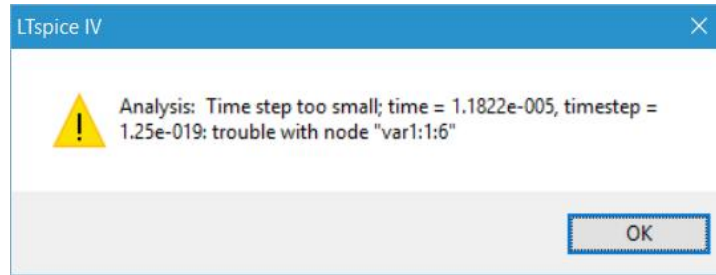 LTspice IV
Analysis:  Time step too small; time = 1.1822e-005, timestep =
1.25e-019: trouble with node "var1:1:6"
OK